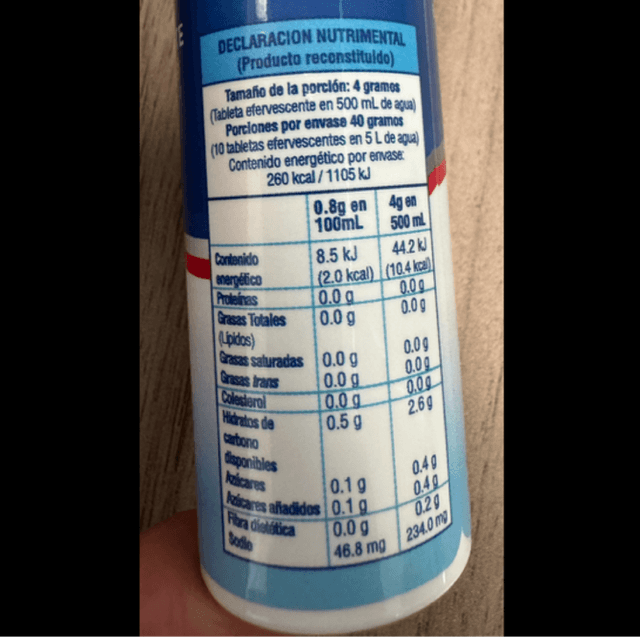 E
DECLARACION NUTRIMENTAL
(Producto reconstituido)
Tamaño de la porción: 4 gramos
(Tableta efervescente en 500 mL de agua)
Porciones por envase 40 gramos
(10 tabletas efervescentes en 5 L de agua)
Contenido energético por envase:
260 kcal / 1105 kJ
0.8g en 100mL 4g en 500 mL
Contenido energético 8.5 kJ (2.0 kcal) 44.2 kJ (10.4 kcal)
Proteínas 0.0 g 0.0 g
Grasas Totales (Lípidos) 0.0 g 0.0 g
Grasas saturadas 0.0 g 0.0 g
Grasas trans 0.0 g 0.0 g
Colesterol 0.0 g 0.0 g
Hidratos de carbono disponibles 0.5 g 2.6 g
Azúcares 0.1 g 0.4 g
Azúcares añadidos 0.1 g 0.4 g
Fibra dietética 0.0 g 0.2 g
Sodio 46.8 mg 234.0 mg